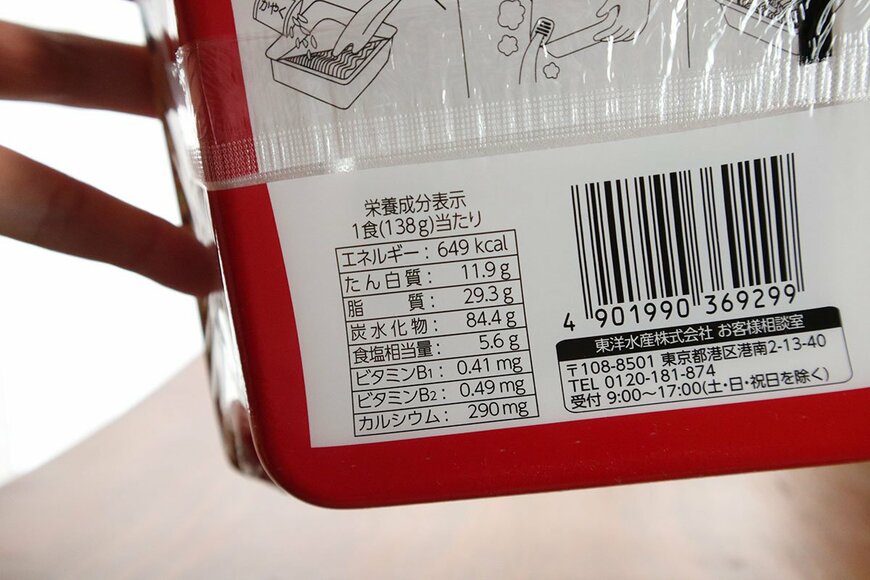 かやく
栄養成分表示
1食(138g)当たり
エネルギー: 649 kcal
たん白質: 11.9 g
脂質: 29.3 g
炭水化物: 84.4 g
食塩相当量: 5.6 g
ビタミンB1: 0.41 mg
ビタミンB2: 0.49 mg
カルシウム: 290 mg
4 901990 369299
東洋水産株式会社 お客様相談室
〒108-8501 東京都港区港南2-13-40
TEL 0120-181-874
受付 9:00~17:00(土・日・祝日を除く)